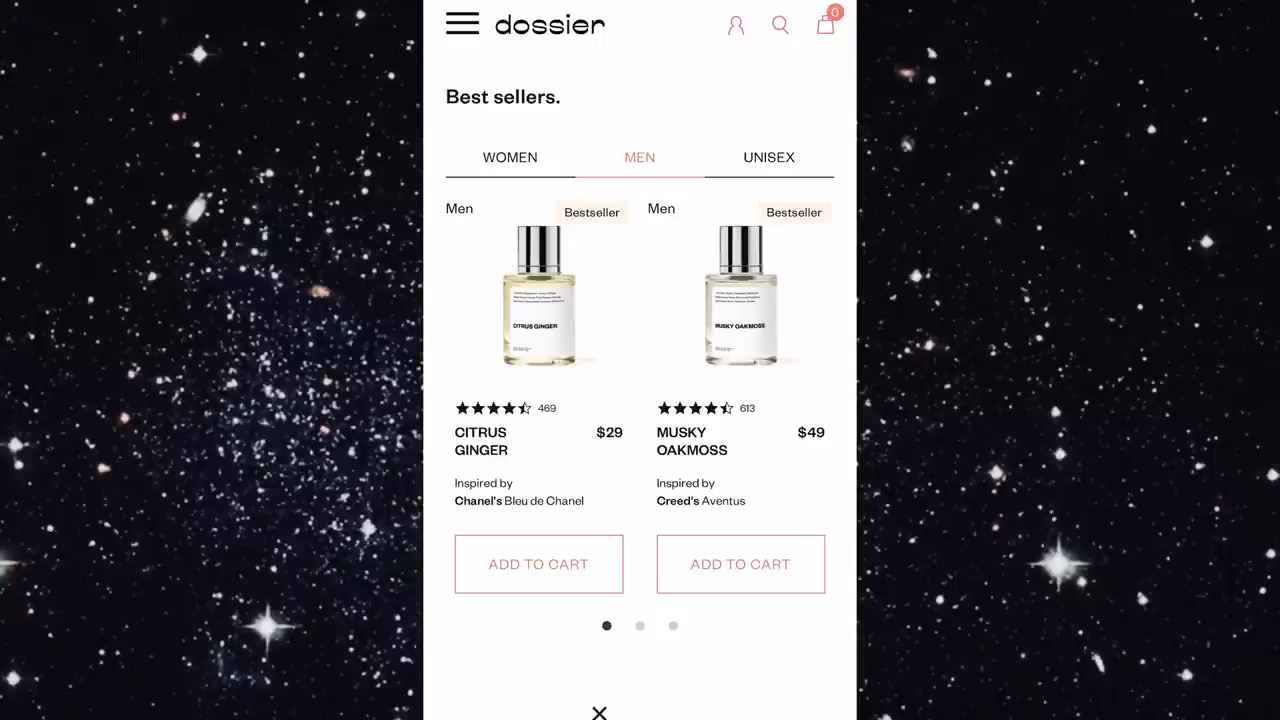 dossier
0
Best sellers.
WOMEN
MEN
UNISEX
Men
Bestseller
Men
Bestseller
CITRUS GINGER
MUSKY OAKMOSS
469
613
CITRUS
GINGER
$29
MUSKY
OAKMOSS
$49
Inspired by
Chanel's Bleu de Chanel
Inspired by
Creed's Aventus
ADD TO CART
ADD TO CART